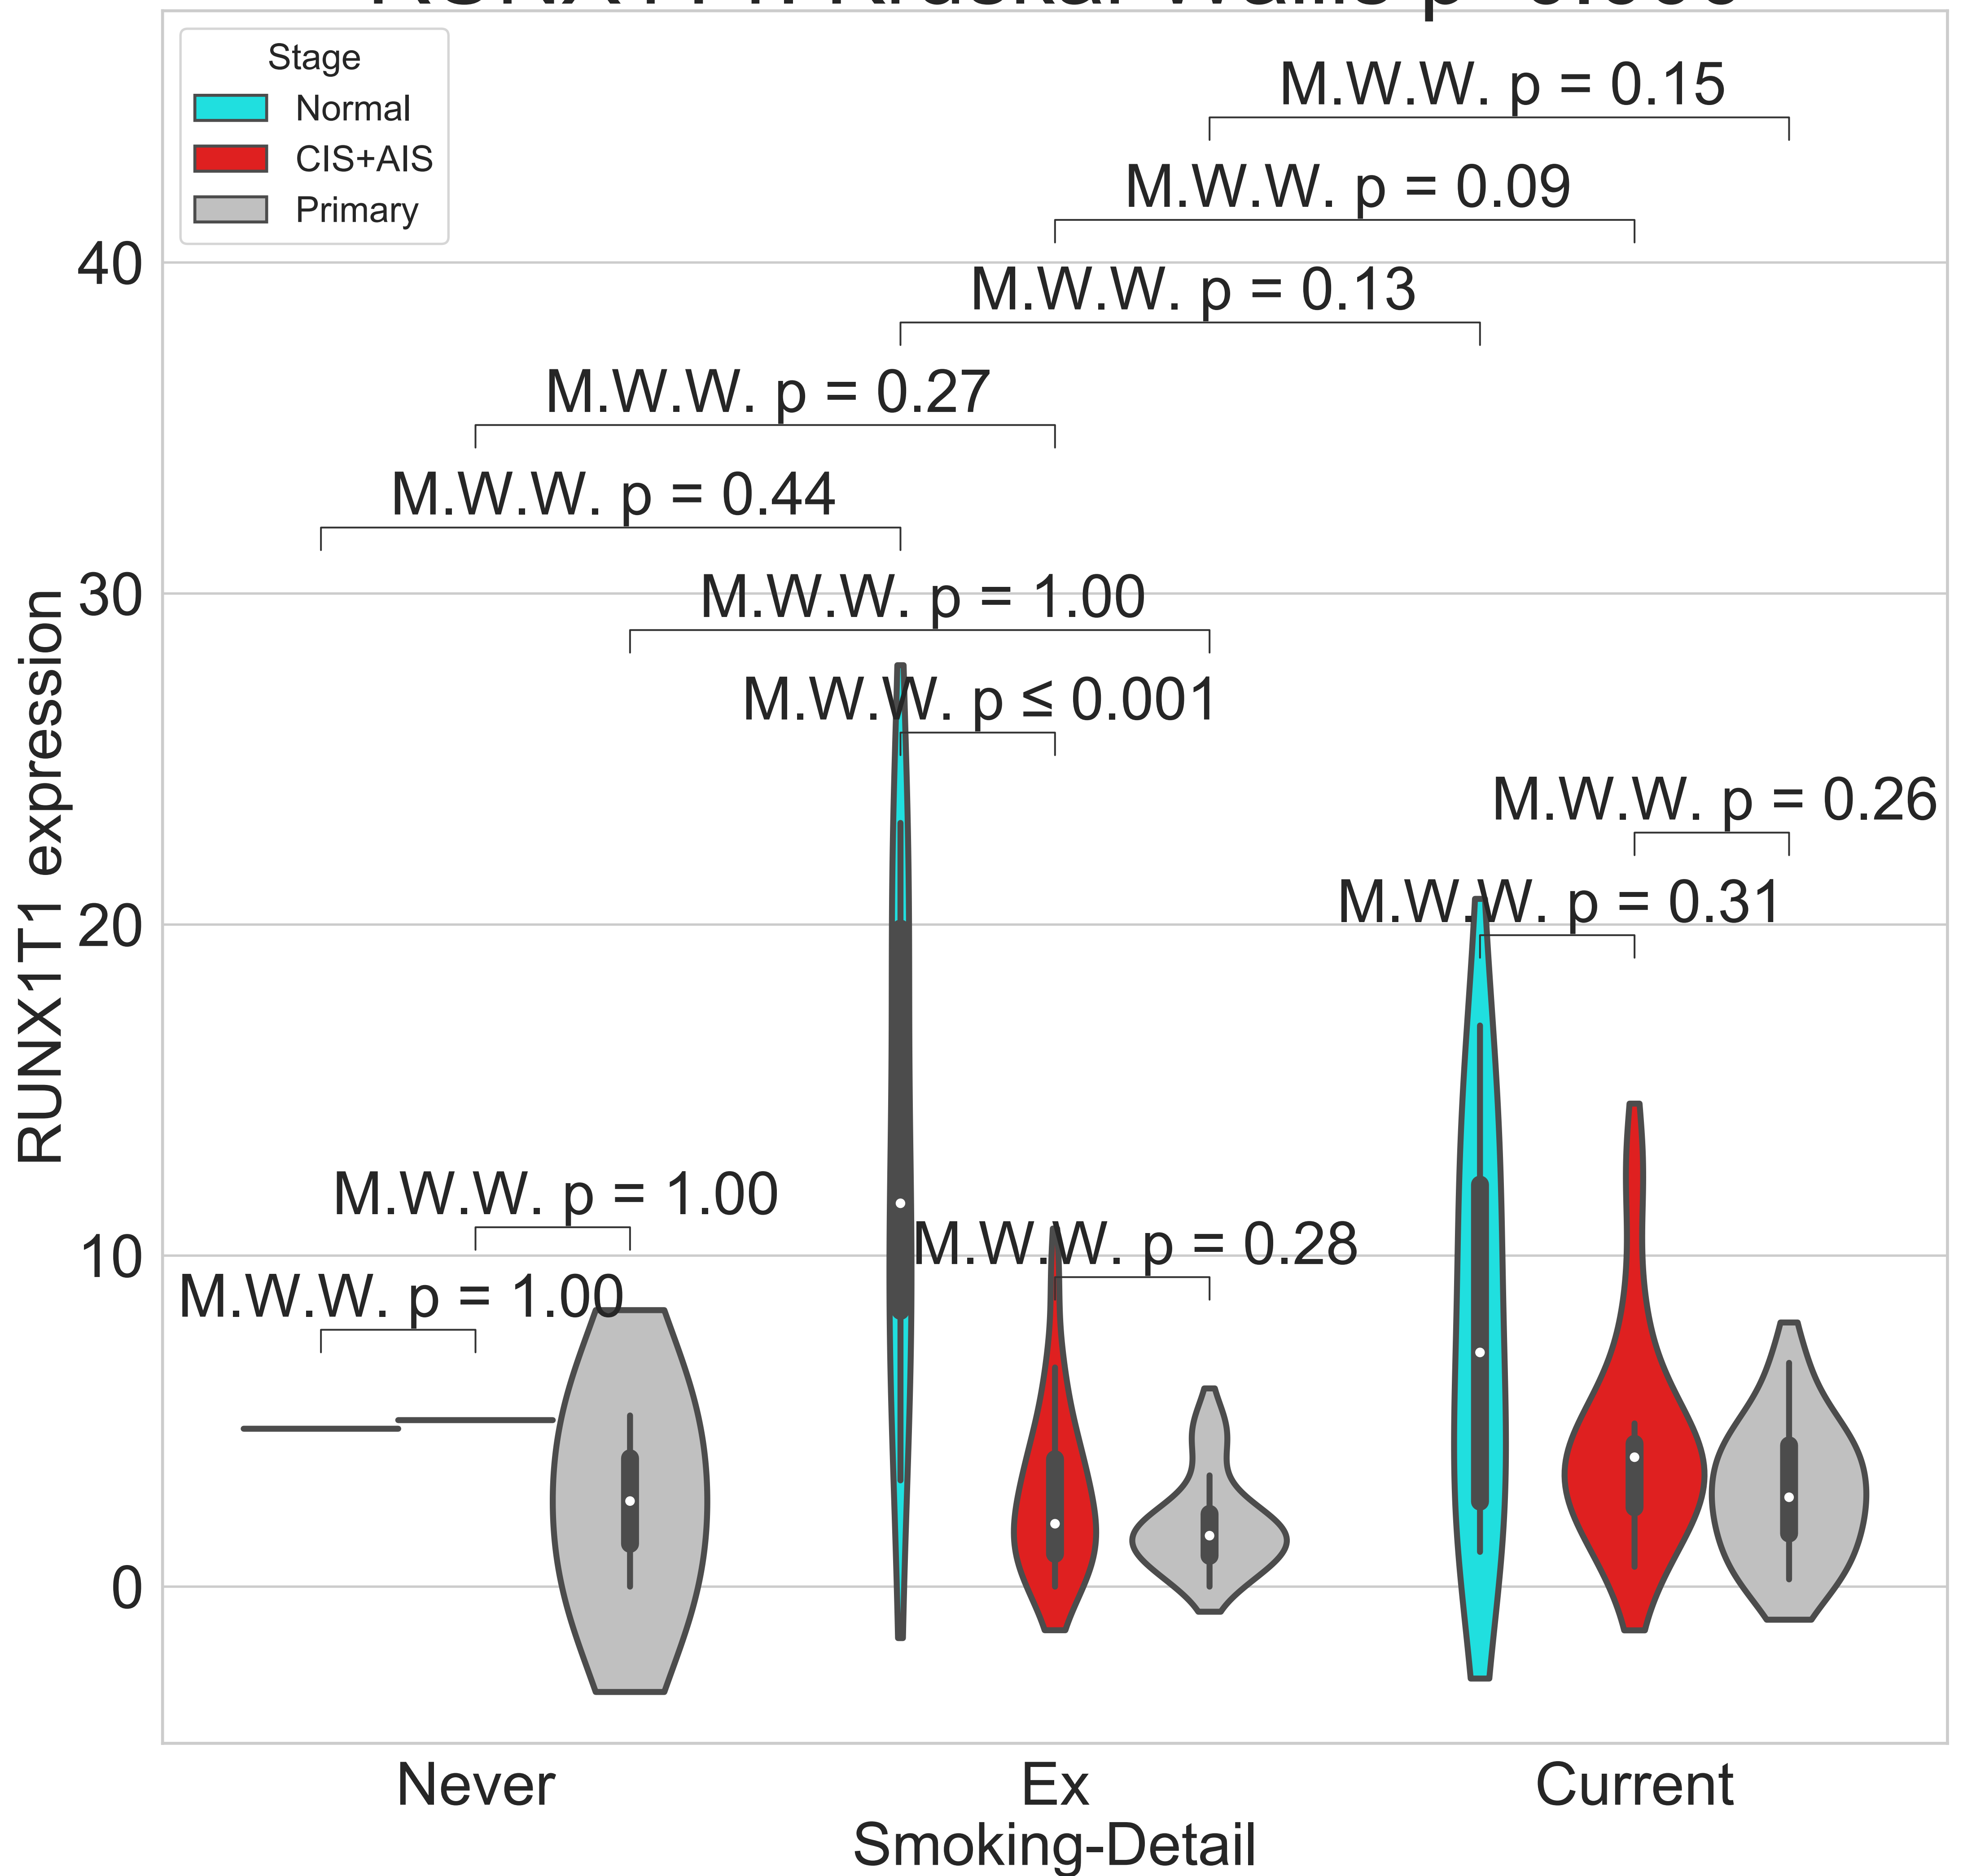 Stage
Normal
CIS+AIS
Primary
M.W.W. p = 0.15
M.W.W. p = 0.09
M.W.W. p = 0.13
M.W.W. p = 0.27
M.W.W. p = 0.44
M.W.W. p = 1.00
M.W.W. p ≤ 0.001
M.W.W. p = 0.26
M.W.W. p = 0.31
M.W.W. p = 1.00
M.W.W. p = 0.28
M.W.W. p = 1.00
RUNX1T1 expression
40
30
20
10
0
Never
Ex
Current
Smoking-Detail